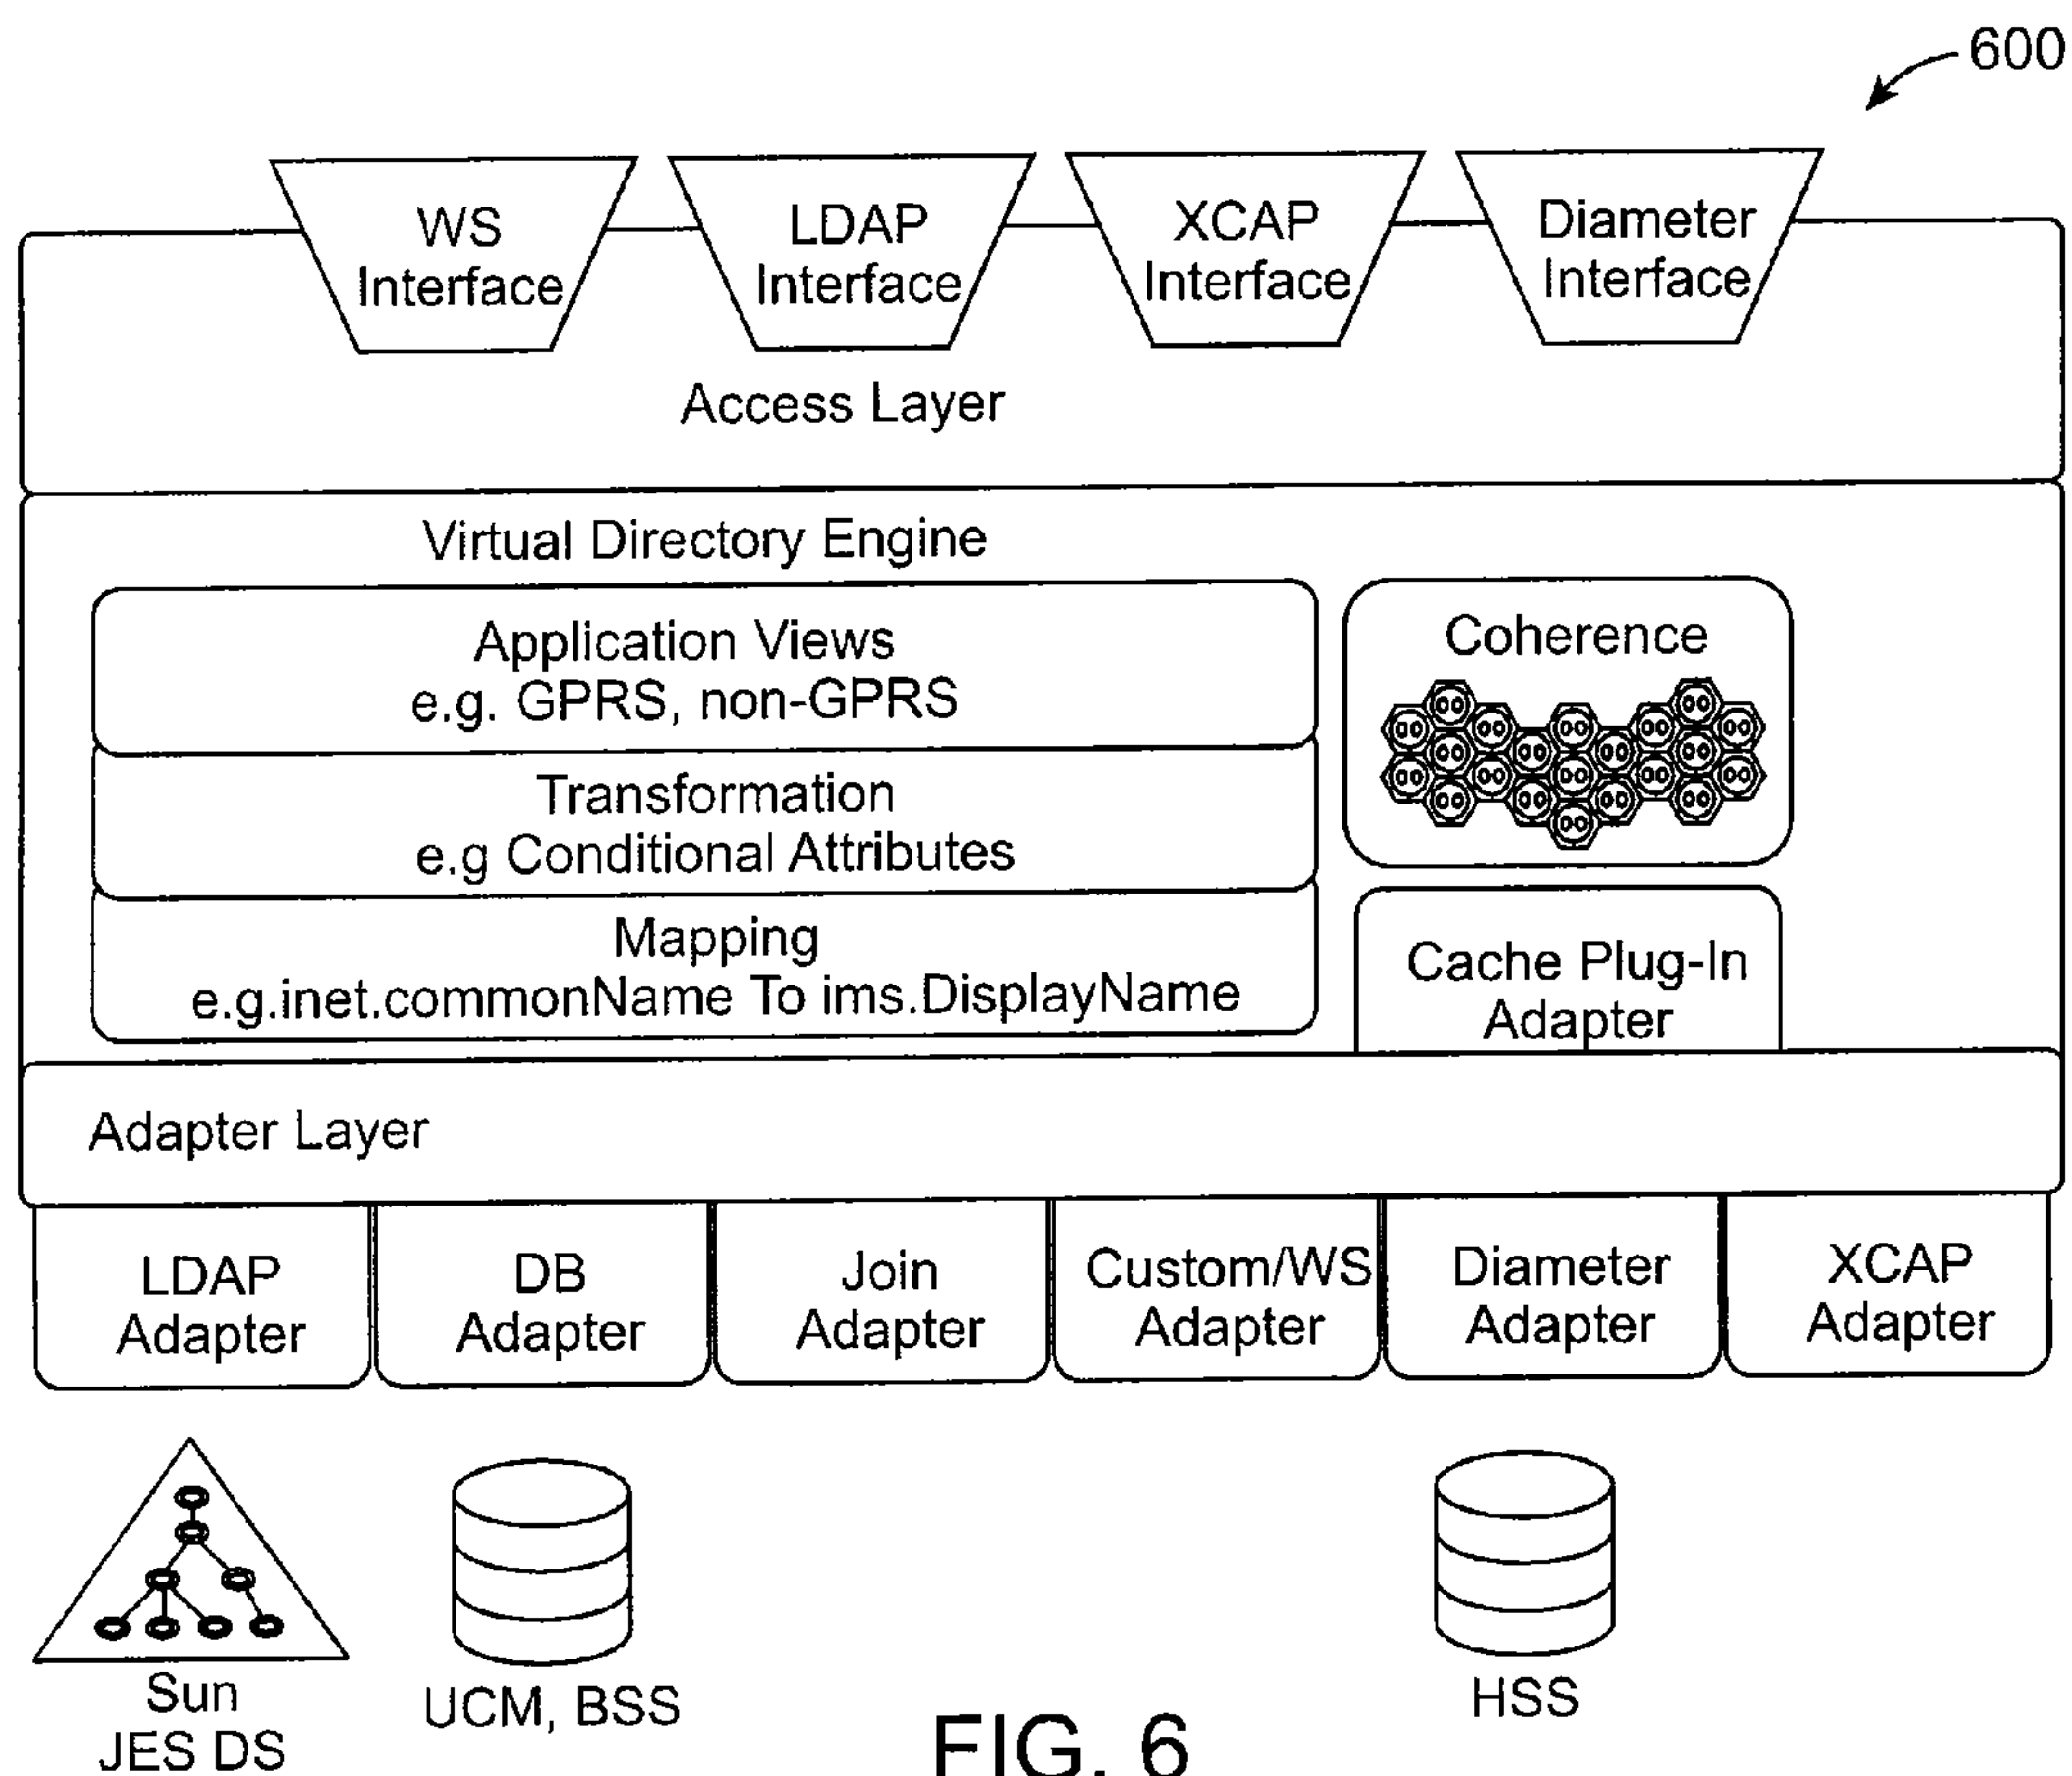 600
WS
Interface
LDAP
Interface
XCAP
Interface
Diameter
Interface
Access Layer
Virtual Directory Engine
Application Views
e.g. GPRS, non-GPRS
Transformation
e.g Conditional Attributes
Mapping
e.g.inet.commonName To ims.DisplayName
Coherence
Cache Plug-In
Adapter
Adapter Layer
LDAP
Adapter
DB
Adapter
Join
Adapter
Custom/WS
Adapter
Diameter
Adapter
XCAP
Adapter
Sun
JES DS
UCM, BSS
HSS
FIG. 6